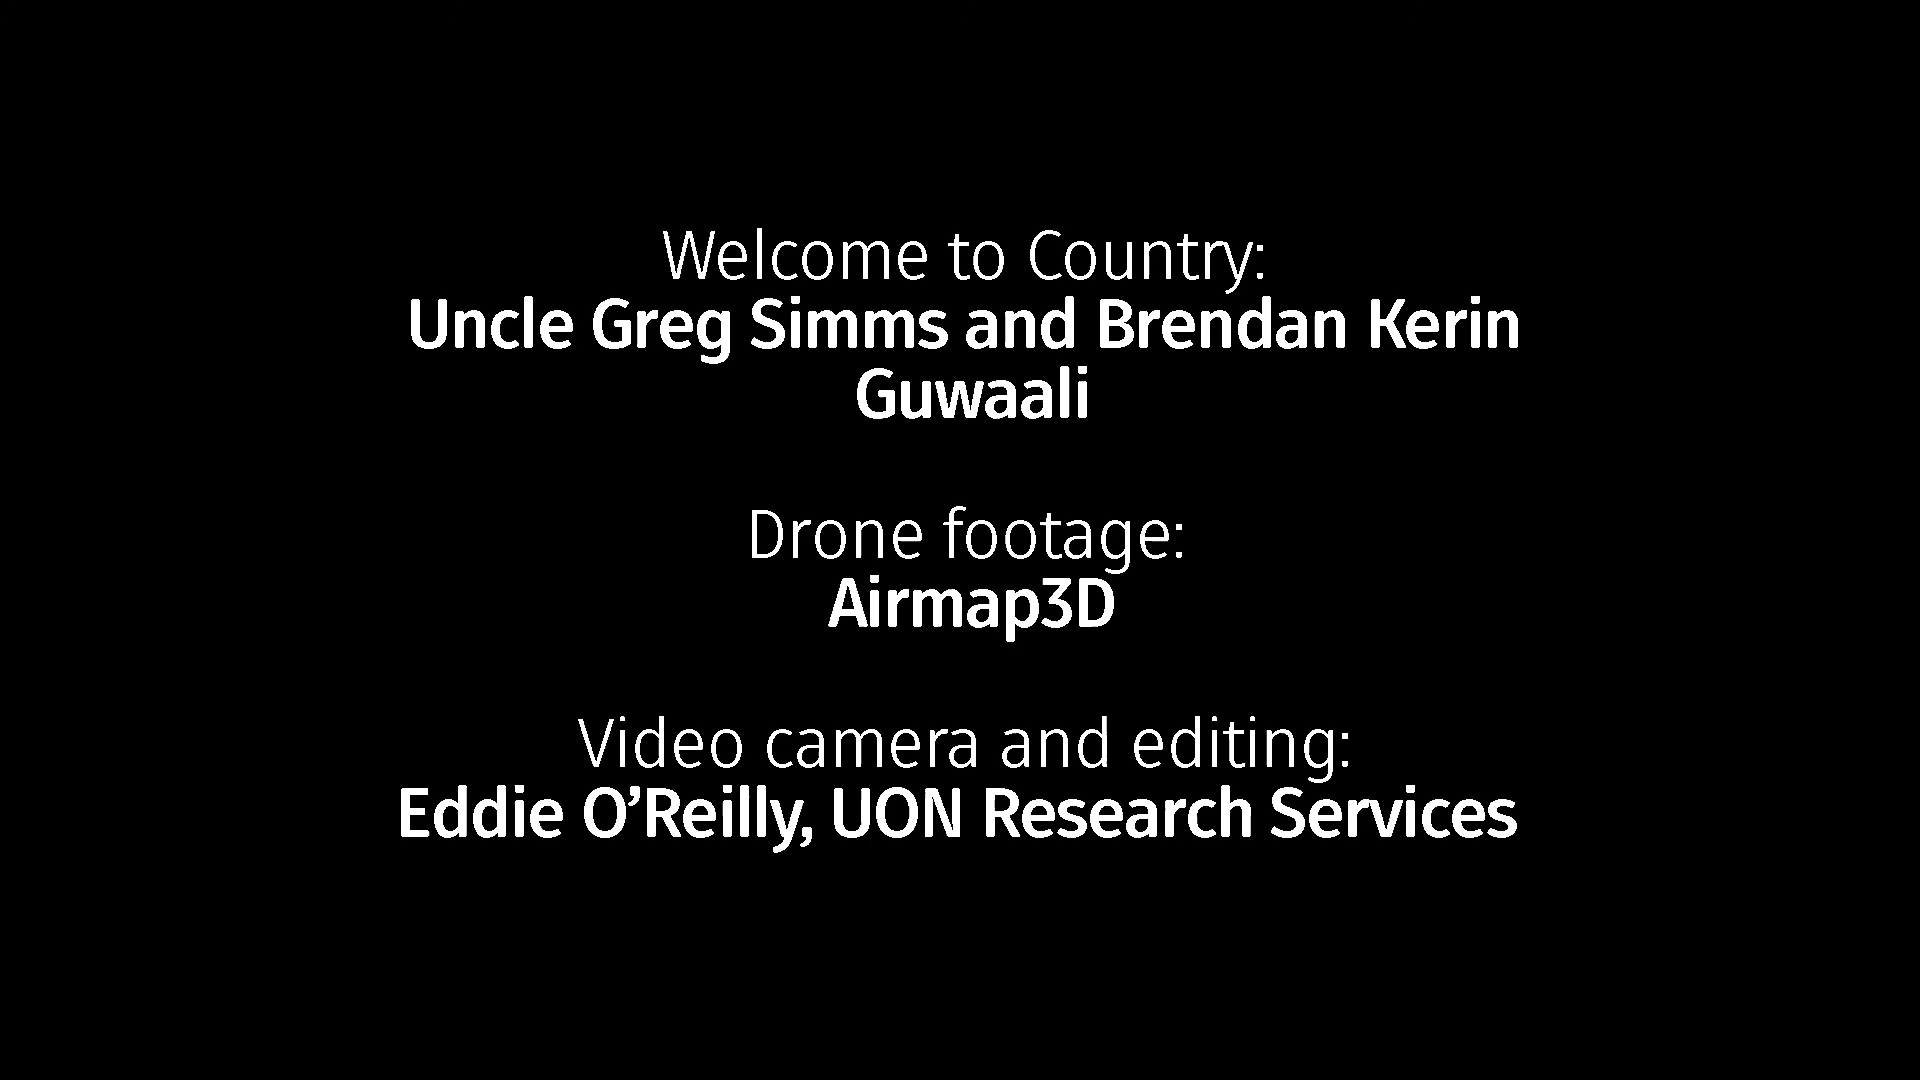 Welcome to Country:
Uncle Greg Simms and Brendan Kerin
Guwaali
Drone footage:
Airmap3D
Video camera and editing:
Eddie O’Reilly, UON Research Services